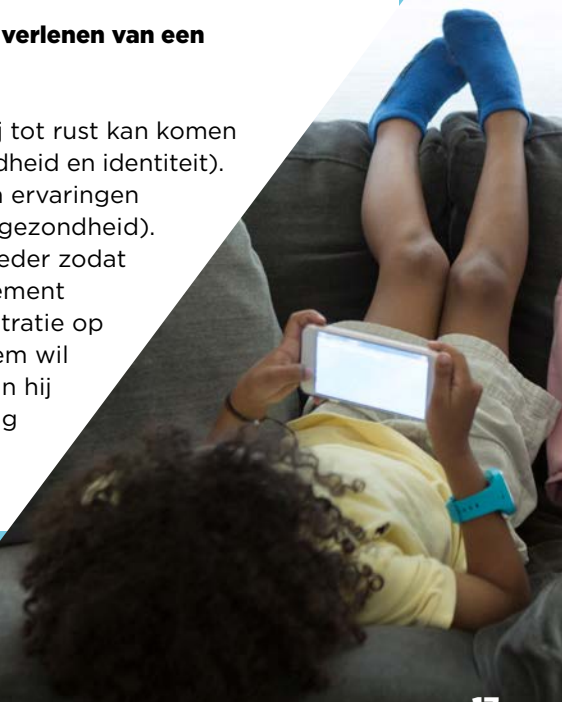 verlenen van een
j tot rust kan komen
dheid en identiteit).
ervaringen
gezondheid).
eder zodat
ement
tratie op
em wil
n hij
g